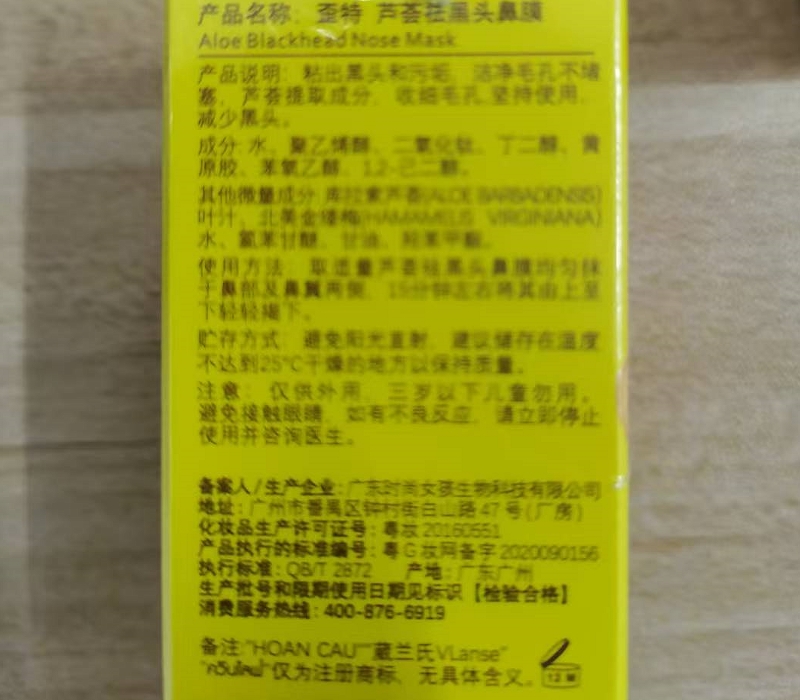 产品名称：歪特 芦荟祛黑头鼻膜
Aloe Blackhead Nose Mask
产品说明：粘出黑头和污垢，洁净毛孔不堵
塞，芦荟提取成分，收细毛孔,坚持使用，
减少黑头。
成分:水、聚乙烯醇、二氧化钛、丁二醇、黄
原胶、苯氧乙醇、1,2-己二醇。
其他微量成分:库拉索芦荟(ALOE BARBADENSIS)
叶汁、北美金缕梅(HAMAMELIS VIRGINIANA)
水、氯苯甘醚、甘油、羟苯甲酯。
使用方法：取适量芦荟祛黑头鼻膜均匀抹
于鼻部及鼻翼两侧，15分钟左右将其由上至
下轻轻揭下。
贮存方式：避免阳光直射，建议储存在温度
不达到25℃干燥的地方以保持质量。
注意：仅供外用，三岁以下儿童勿用。
避免接触眼睛，如有不良反应，请立即停止
使用并咨询医生。
备案人/生产企业：广东时尚女孩生物科技有限公司
地址：广州市番禺区钟村街白山路47号(厂房)
化妆品生产许可证号：粤妆20160551
产品执行的标准编号：粤G妆网备字2020090156
执行标准：QB/T 2872 产地：广东广州
生产批号和限期使用日期见标识【检验合格】
消费服务热线：400-876-6919
备注:"HOAN CAU""葳兰氏VLanse"
仅为注册商标、无具体含义。